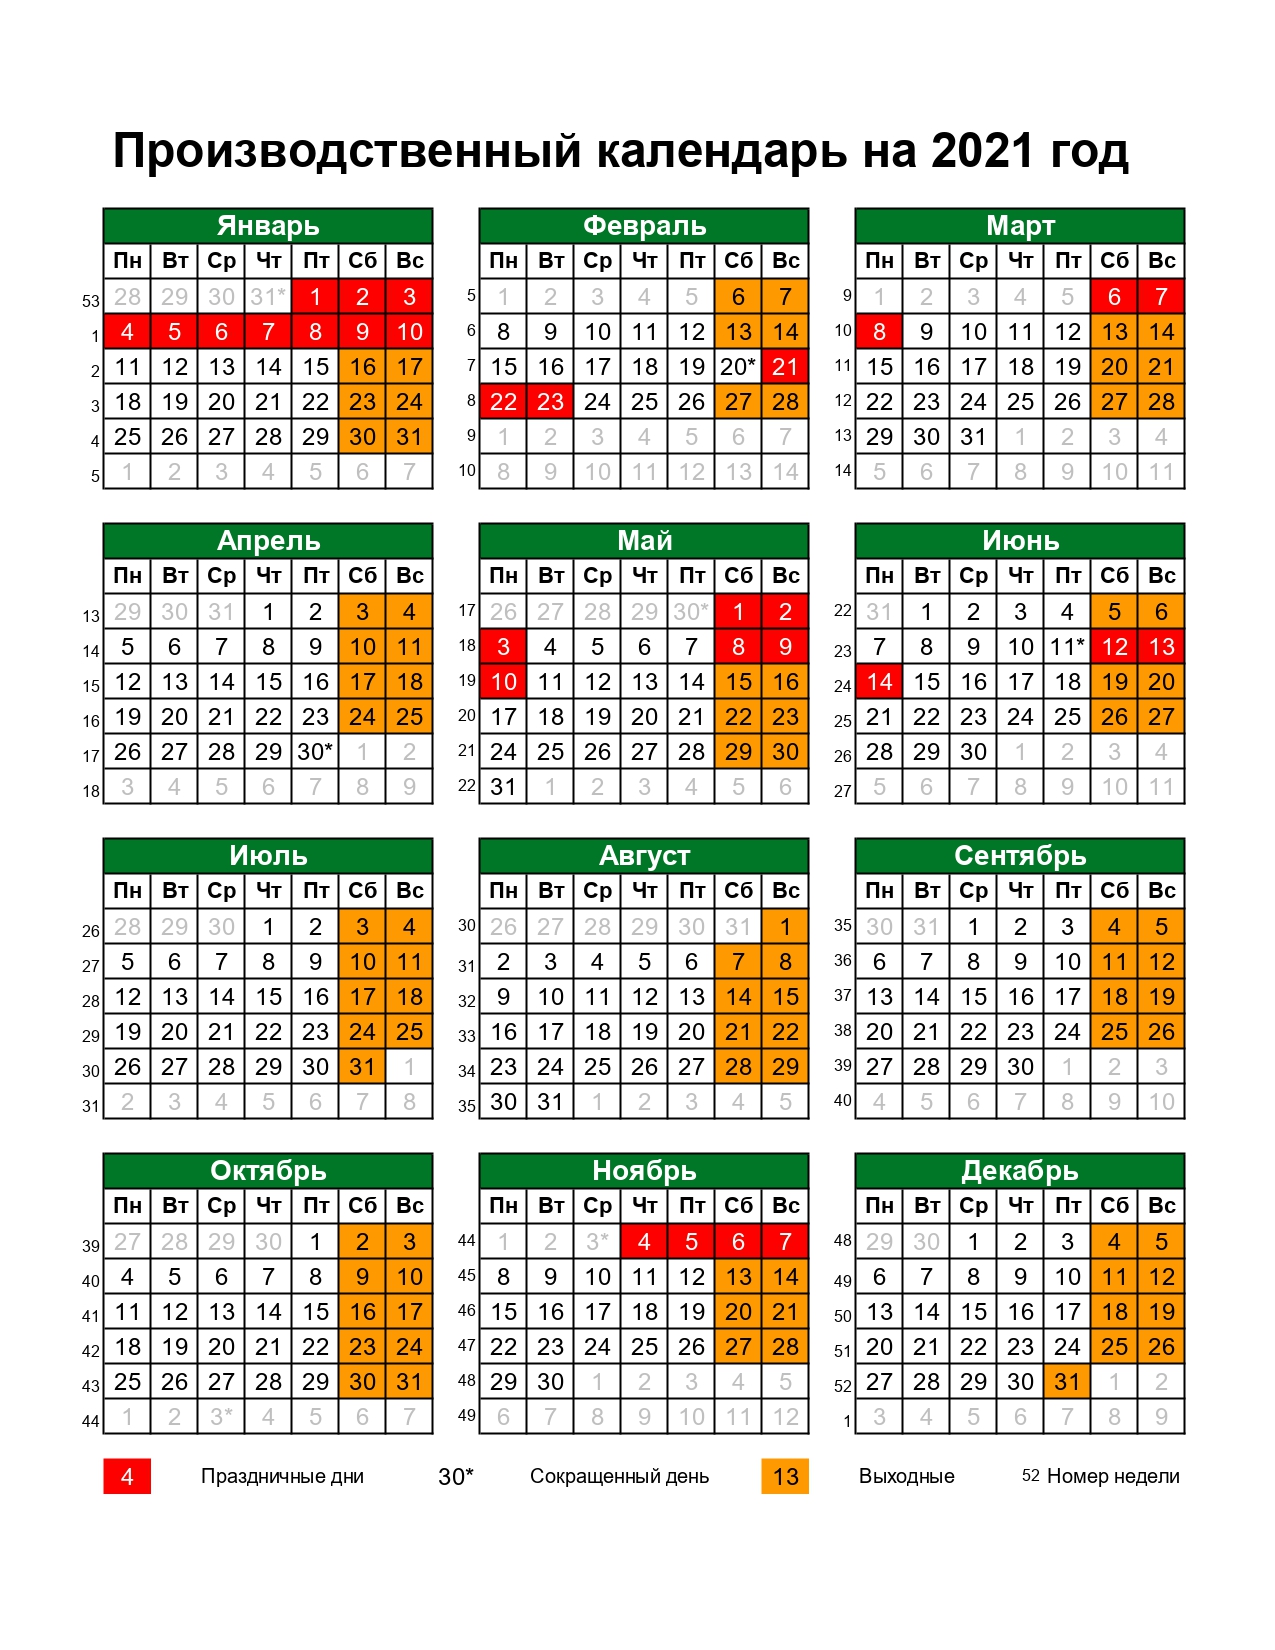 Производственный календарь на 2021 год
Январь Февраль Март
Пн Вт Ср Чт Пт Сб Вс Пн Вт Ср Чт Пт Сб Вс Пн Вт Ср Чт Пт Сб Вс
53 28 29 30 31* 1 2 3 5 1 2 3 4 5 6 7 9 1 2 3 4 5 6 7
1 4 5 6 7 8 9 10 6 8 9 10 11 12 13 14 10 8 9 10 11 12 13 14
2 11 12 13 14 15 16 17 7 15 16 17 18 19 20* 21 11 15 16 17 18 19 20 21
3 18 19 20 21 22 23 24 8 22 23 24 25 26 27 28 12 22 23 24 25 26 27 28
4 25 26 27 28 29 30 31 9 1 2 3 4 5 6 7 13 29 30 31 1 2 3 4
5 1 2 3 4 5 6 7 10 8 9 10 11 12 13 14 14 5 6 7 8 9 10 11
Апрель Май Июнь
Пн Вт Ср Чт Пт Сб Вс Пн Вт Ср Чт Пт Сб Вс Пн Вт Ср Чт Пт Сб Вс
13 29 30 31 1 2 3 4 17 26 27 28 29 30* 1 2 22 31 1 2 3 4 5 6
14 5 6 7 8 9 10 11 18 3 4 5 6 7 8 9 23 7 8 9 10 11* 12 13
15 12 13 14 15 16 17 18 19 10 11 12 13 14 15 16 24 14 15 16 17 18 19 20
16 19 20 21 22 23 24 25 20 17 18 19 20 21 22 23 25 21 22 23 24 25 26 27
17 26 27 28 29 30* 1 2 21 24 25 26 27 28 29 30 26 28 29 30 1 2 3 4
18 3 4 5 6 7 8 9 22 31 1 2 3 4 5 6 27 5 6 7 8 9 10 11
Июль Август Сентябрь
Пн Вт Ср Чт Пт Сб Вс Пн Вт Ср Чт Пт Сб Вс Пн Вт Ср Чт Пт Сб Вс
26 28 29 30 1 2 3 4 30 26 27 28 29 30 31 1 35 30 31 1 2 3 4 5
27 5 6 7 8 9 10 11 31 2 3 4 5 6 7 8 36 6 7 8 9 10 11 12
28 12 13 14 15 16 17 18 32 9 10 11 12 13 14 15 37 13 14 15 16 17 18 19
29 19 20 21 22 23 24 25 33 16 17 18 19 20 21 22 38 20 21 22 23 24 25 26
30 26 27 28 29 30 31 1 34 23 24 25 26 27 28 29 39 27 28 29 30 1 2 3
31 2 3 4 5 6 7 8 35 30 31 1 2 3 4 5 40 4 5 6 7 8 9 10
Октябрь Ноябрь Декабрь
Пн Вт Ср Чт Пт Сб Вс Пн Вт Ср Чт Пт Сб Вс Пн Вт Ср Чт Пт Сб Вс
39 27 28 29 30 1 2 3 44 1 2 3* 4 5 6 7 48 29 30 1 2 3 4 5
40 4 5 6 7 8 9 10 45 8 9 10 11 12 13 14 49 6 7 8 9 10 11 12
41 11 12 13 14 15 16 17 46 15 16 17 18 19 20 21 50 13 14 15 16 17 18 19
42 18 19 20 21 22 23 24 47 22 23 24 25 26 27 28 51 20 21 22 23 24 25 26
43 25 26 27 28 29 30 31 48 29 30 1 2 3 4 5 52 27 28 29 30 31 1 2
44 1 2 3* 4 5 6 7 49 6 7 8 9 10 11 12 1 3 4 5 6 7 8 9
4 Праздничные дни 30* Сокращенный день 13 Выходные 52 Номер недели